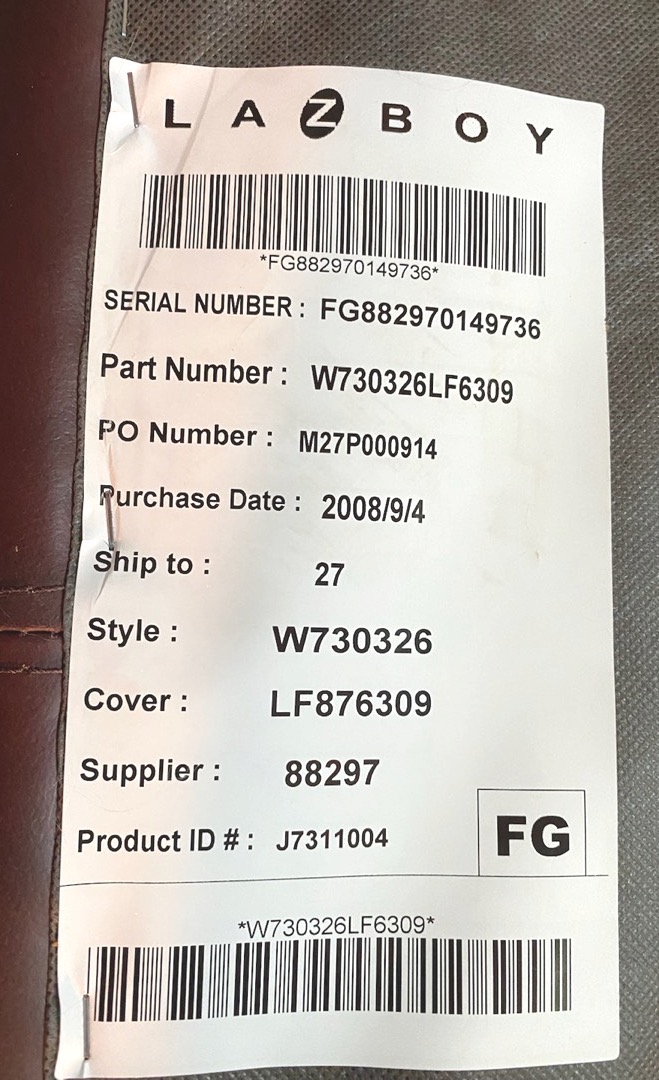 LAZBOY
*FG882970149736*
SERIAL NUMBER : FG882970149736
Part Number : W730326LF6309
PO Number : M27P000914
Purchase Date : 2008/9/4
Ship to : 27
Style : W730326
Cover : LF876309
Supplier : 88297
Product ID # : J7311004
FG
*W730326LF6309*